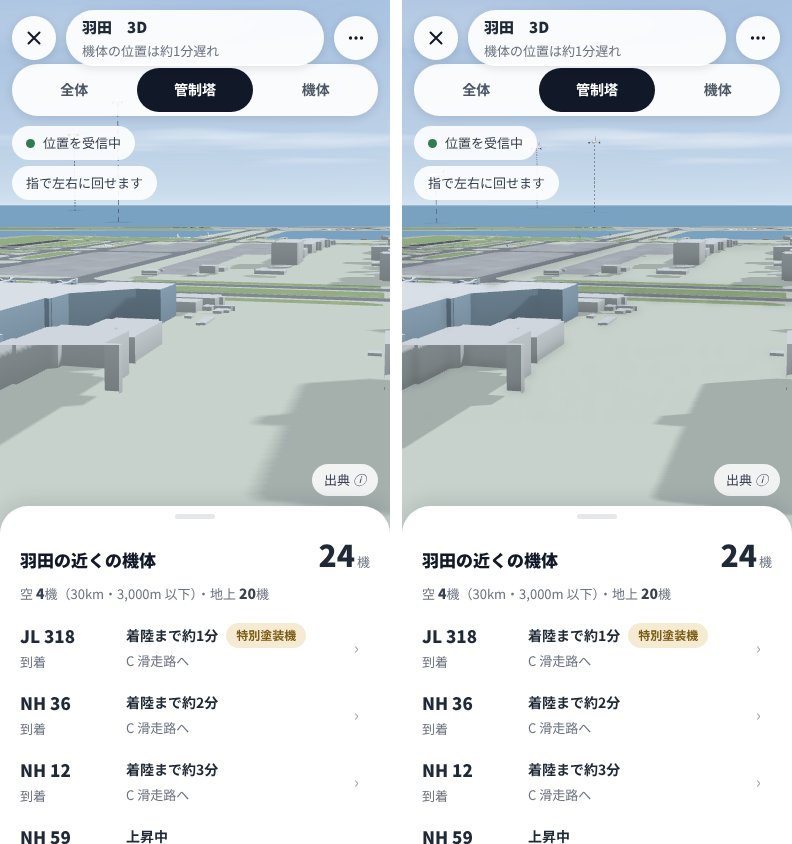 羽田　3D
機体の位置は約1分遅れ
全体
管制塔
機体
位置を受信中
指で左右に回せます
出典 ⓘ
羽田の近くの機体
24機
空 4機（30km・3,000m 以下）・地上 20機
JL 318
着陸まで約1分
特別塗装機
到着
C 滑走路へ
NH 36
着陸まで約2分
到着
C 滑走路へ
NH 12
着陸まで約3分
到着
C 滑走路へ
NH 59
上昇中
羽田　3D
機体の位置は約1分遅れ
全体
管制塔
機体
位置を受信中
指で左右に回せます
出典 ⓘ
羽田の近くの機体
24機
空 4機（30km・3,000m 以下）・地上 20機
JL 318
着陸まで約1分
特別塗装機
到着
C 滑走路へ
NH 36
着陸まで約2分
到着
C 滑走路へ
NH 12
着陸まで約3分
到着
C 滑走路へ
NH 59
上昇中